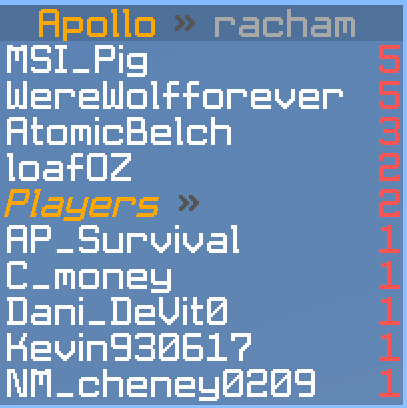 Apollo » racham
MSI_Pig 5
WereWolfforever 5
AtomicBelch 3
loafOZ 2
Players » 2
AP_Survival 1
C_money 1
Dani_DeVit0 1
Kevin930617 1
NM_cheney0209 1